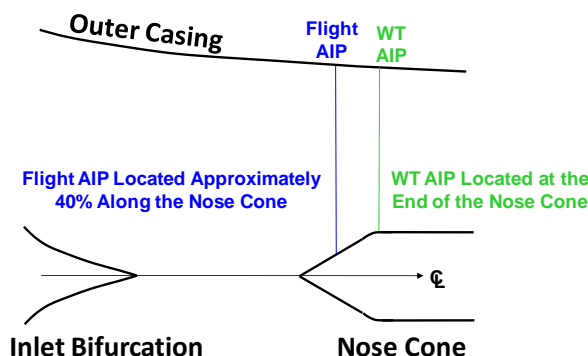 Outer Casing
Flight
AIP
WT
AIP
Flight AIP Located Approximately
40% Along the Nose Cone
WT AIP Located at the
End of the Nose Cone
℄
Inlet Bifurcation
Nose Cone